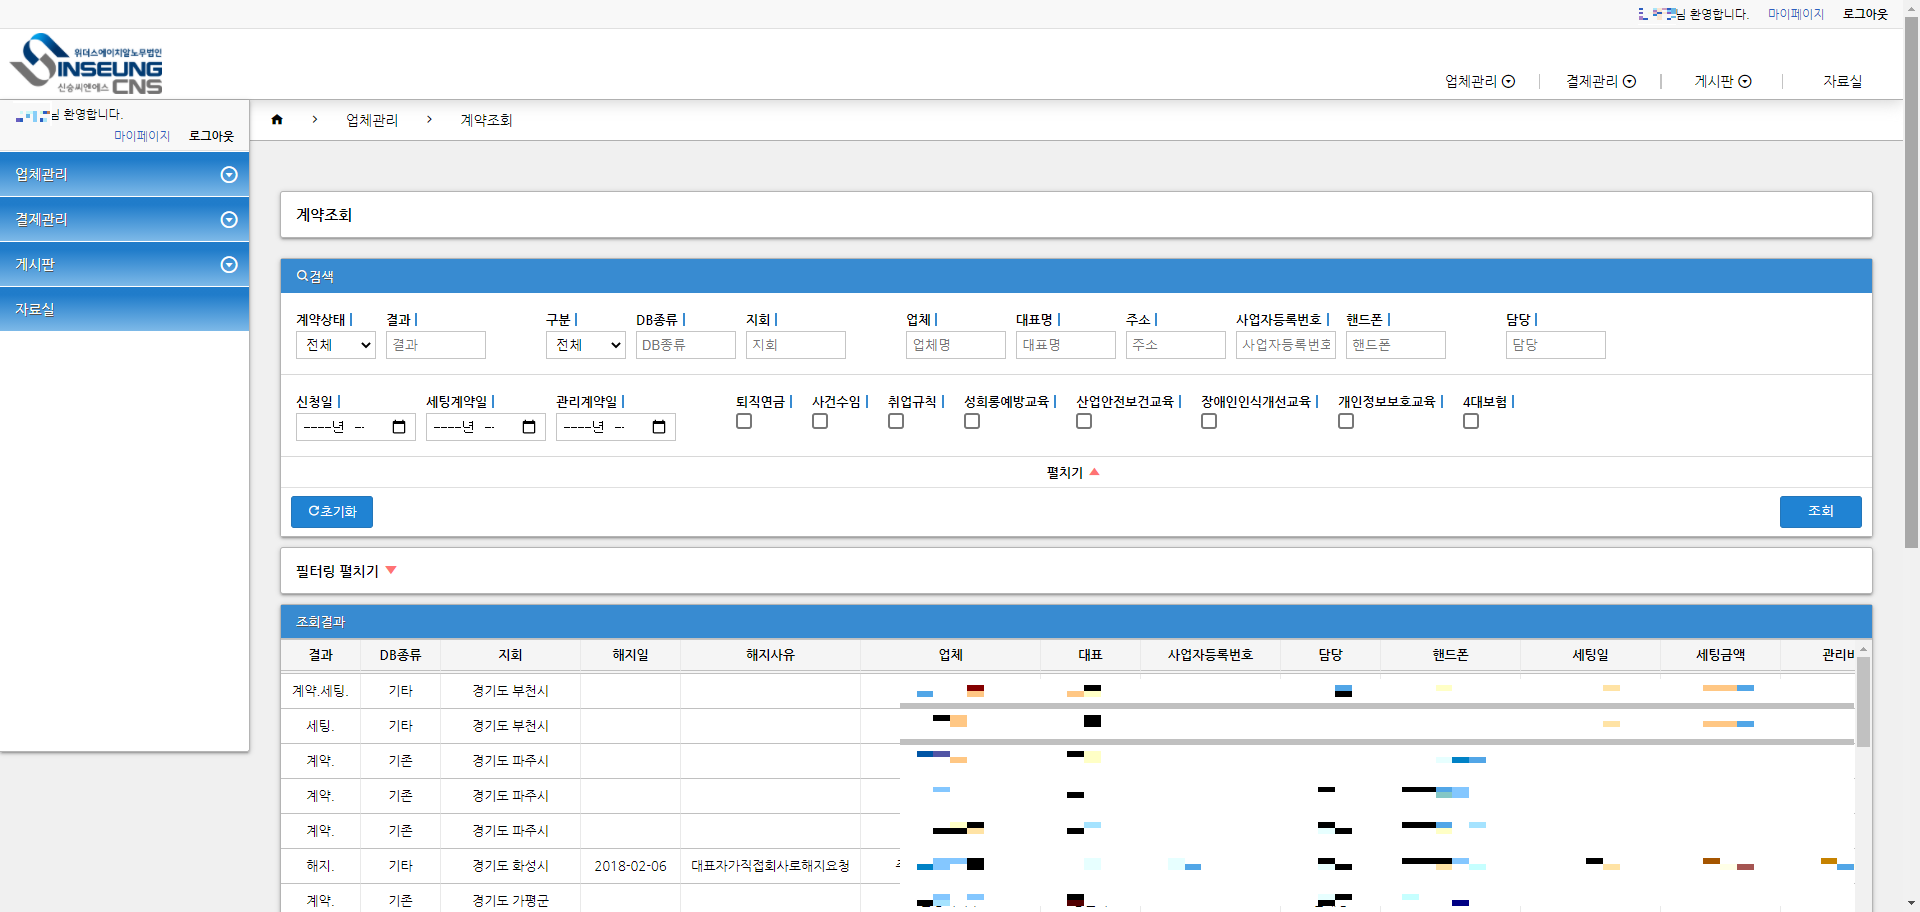 님 환영합니다. 마이페이지 로그아웃
위더스에이치알노무법인
INSEUNG
신승씨엔에스 CNS
업체관리 결제관리 게시판 자료실
님 환영합니다.
마이페이지 로그아웃
업체관리 계약조회
업체관리
결제관리
게시판
자료실
계약조회
검색
계약상태 결과 구분 DB종류 지회 업체 대표명 주소 사업자등록번호 핸드폰 담당
전체 결과 전체 DB종류 지회 업체명 대표명 주소 사업자등록번호 핸드폰 담당
신청일 세팅계약일 관리계약일 퇴직연금 사건수임 취업규칙 성희롱예방교육 산업안전보건교육 장애인인식개선교육 개인정보보호교육 4대보험
----년 ----년 ----년
펼치기
초기화 조회
필터링 펼치기
조회결과
결과 DB종류 지회 해지일 해지사유 업체 대표 사업자등록번호 담당 핸드폰 세팅일 세팅금액
계약.세팅. 기타 경기도 부천시
세팅. 기타 경기도 부천시
계약. 기존 경기도 파주시
계약. 기존 경기도 파주시
계약. 기존 경기도 파주시
해지. 기타 경기도 화성시 2018-02-06 대표자가직접회사로해지요청
계약. 기존 경기도 가평군